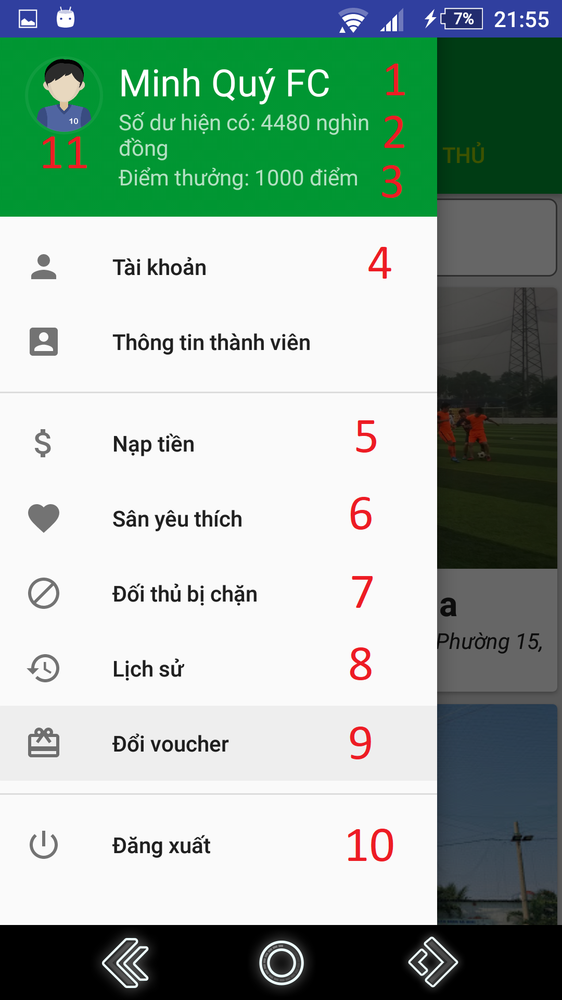 7% 21:55
Minh Quý FC 1
Số dư hiện có: 4480 nghìn 2
đồng
Điểm thưởng: 1000 điểm 3
10
11
THỦ
Tài khoản 4
Thông tin thành viên
Nạp tiền 5
Sân yêu thích 6
Đối thủ bị chặn 7
a
Phường 15,
Lịch sử 8
Đổi voucher 9
Đăng xuất 10